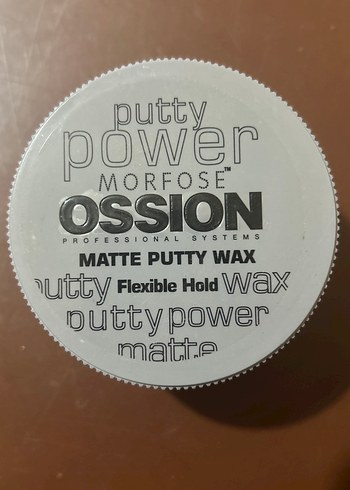 putty
power
MORFOSE™
OSSION
PROFESSIONAL SYSTEMS
MATTE PUTTY WAX
putty Flexible Hold wax
putty power
matte